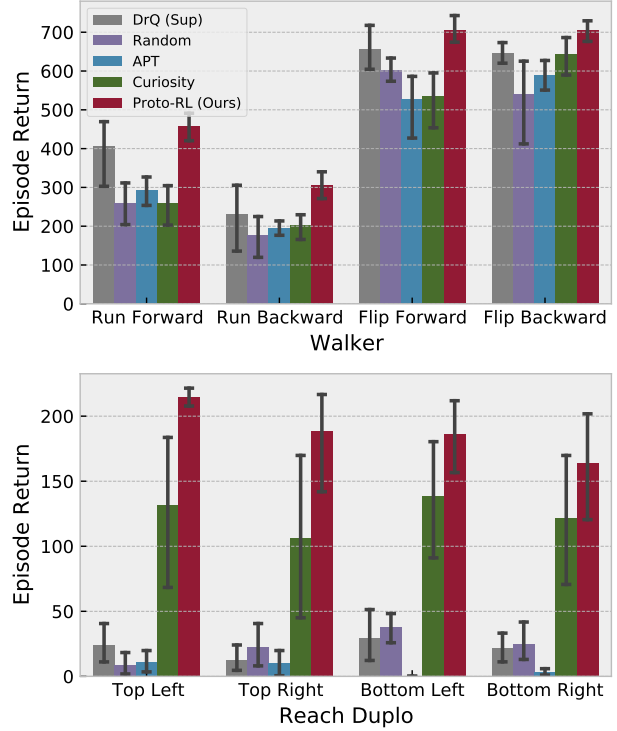 DrQ (Sup)
Random
APT
Curiosity
Proto-RL (Ours)
Episode Return
700
600
500
400
300
200
100
0
Run Forward Run Backward Flip Forward Flip Backward
Walker
Episode Return
200
150
100
50
0
Top Left Top Right Bottom Left Bottom Right
Reach Duplo